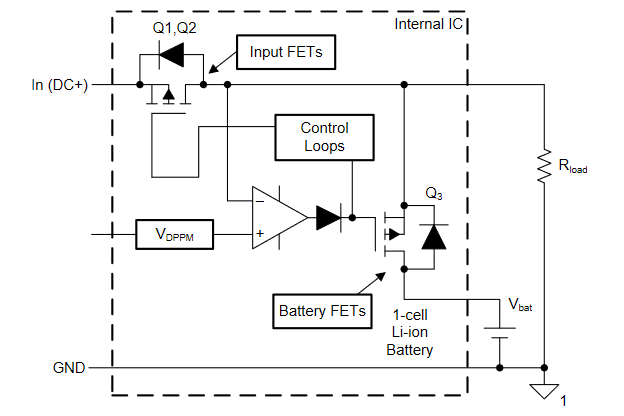 Q1,Q2
Internal IC
Input FETs
In (DC+)
Control
Loops
Rload
Q3
−
+
VDPPM
Battery FETs
1-cell
Li-ion
Battery
Vbat
GND
1